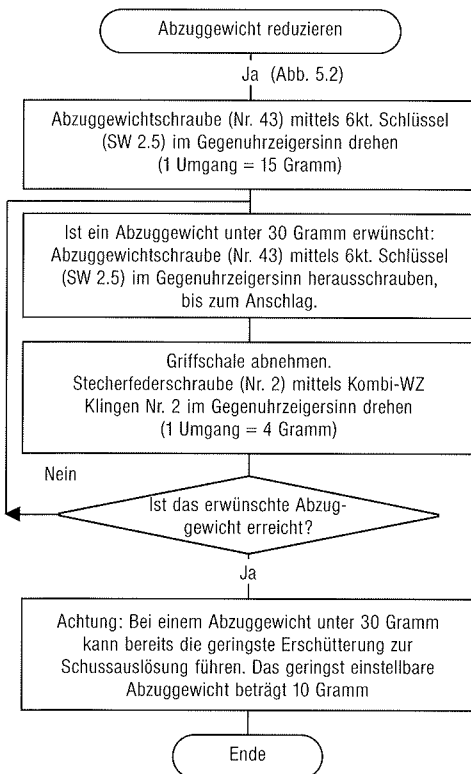 Abzuggewicht reduzieren
Ja (Abb. 5.2)
Abzuggewichtschraube (Nr. 43) mittels 6kt. Schlüssel
(SW 2.5) im Gegenuhrzeigersinn drehen
(1 Umgang = 15 Gramm)
Ist ein Abzuggewicht unter 30 Gramm erwünscht:
Abzuggewichtschraube (Nr. 43) mittels 6kt. Schlüssel
(SW 2.5) im Gegenuhrzeigersinn herausschrauben,
bis zum Anschlag.
Griffschale abnehmen.
Stecherfederschraube (Nr. 2) mittels Kombi-WZ
Klingen Nr. 2 im Gegenuhrzeigersinn drehen
(1 Umgang = 4 Gramm)
Nein
Ist das erwünschte Abzug-
gewicht erreicht?
Ja
Achtung: Bei einem Abzuggewicht unter 30 Gramm
kann bereits die geringste Erschütterung zur
Schussauslösung führen. Das geringst einstellbare
Abzuggewicht beträgt 10 Gramm
Ende